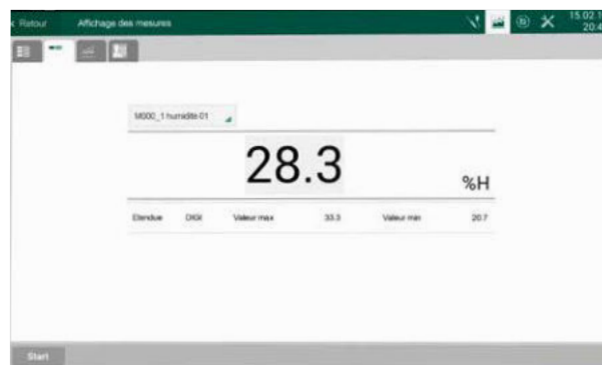 ‹ Retour Affichage des mesures 15.02.1
20:4
M000_1 humidite 01
28.3
%H
Etendue DIGI Valeur max 33.3 Valeur min 20.7
Start